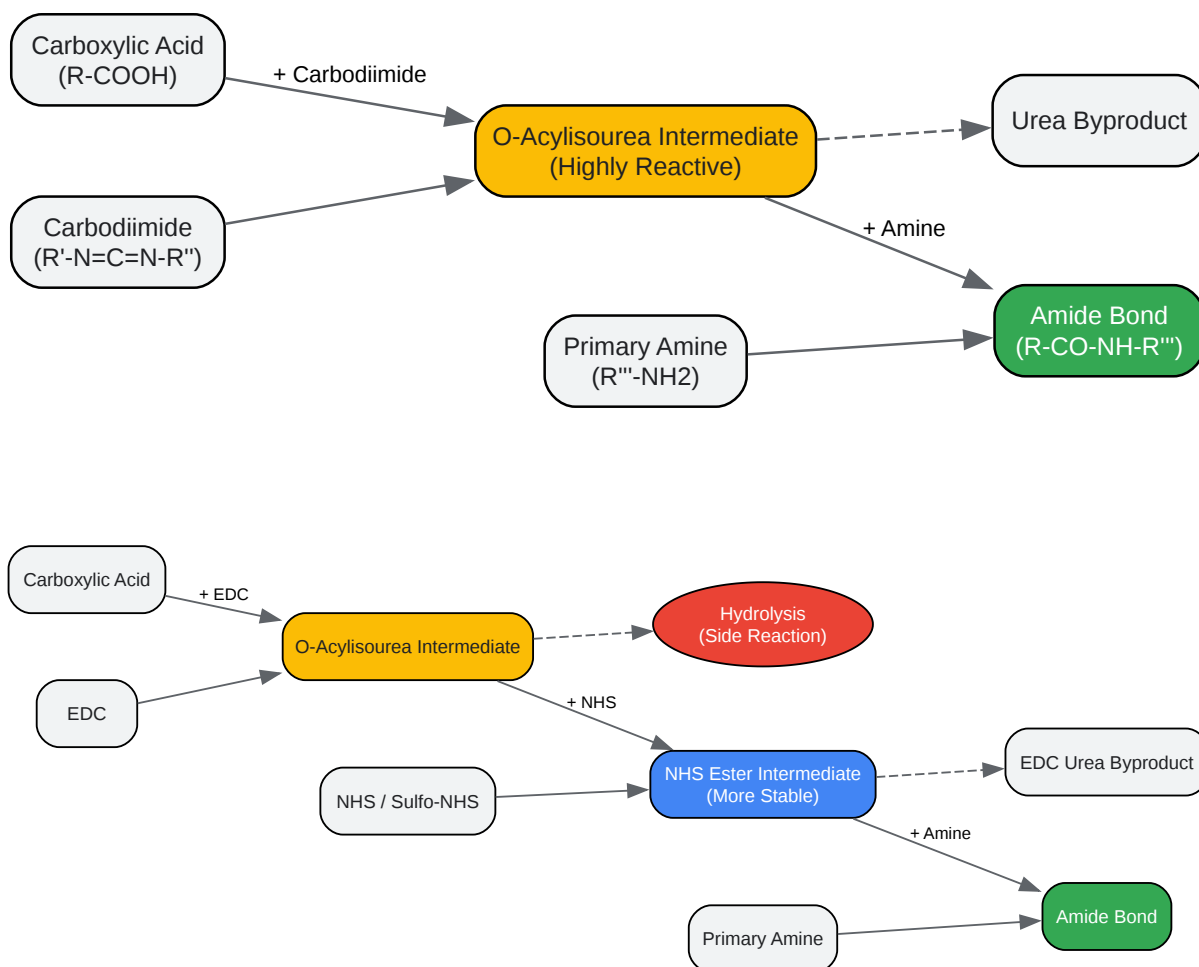 Carboxylic Acid
(R-COOH)
+ Carbodiimide
O-Acylisourea Intermediate
(Highly Reactive)
Urea Byproduct
Carbodiimide
(R'-N=C=N-R'')
+ Amine
Primary Amine
(R'''-NH2)
Amide Bond
(R-CO-NH-R''')
Carboxylic Acid
+ EDC
O-Acylisourea Intermediate
Hydrolysis
(Side Reaction)
EDC
+ NHS
NHS / Sulfo-NHS
NHS Ester Intermediate
(More Stable)
EDC Urea Byproduct
+ Amine
Primary Amine
Amide Bond